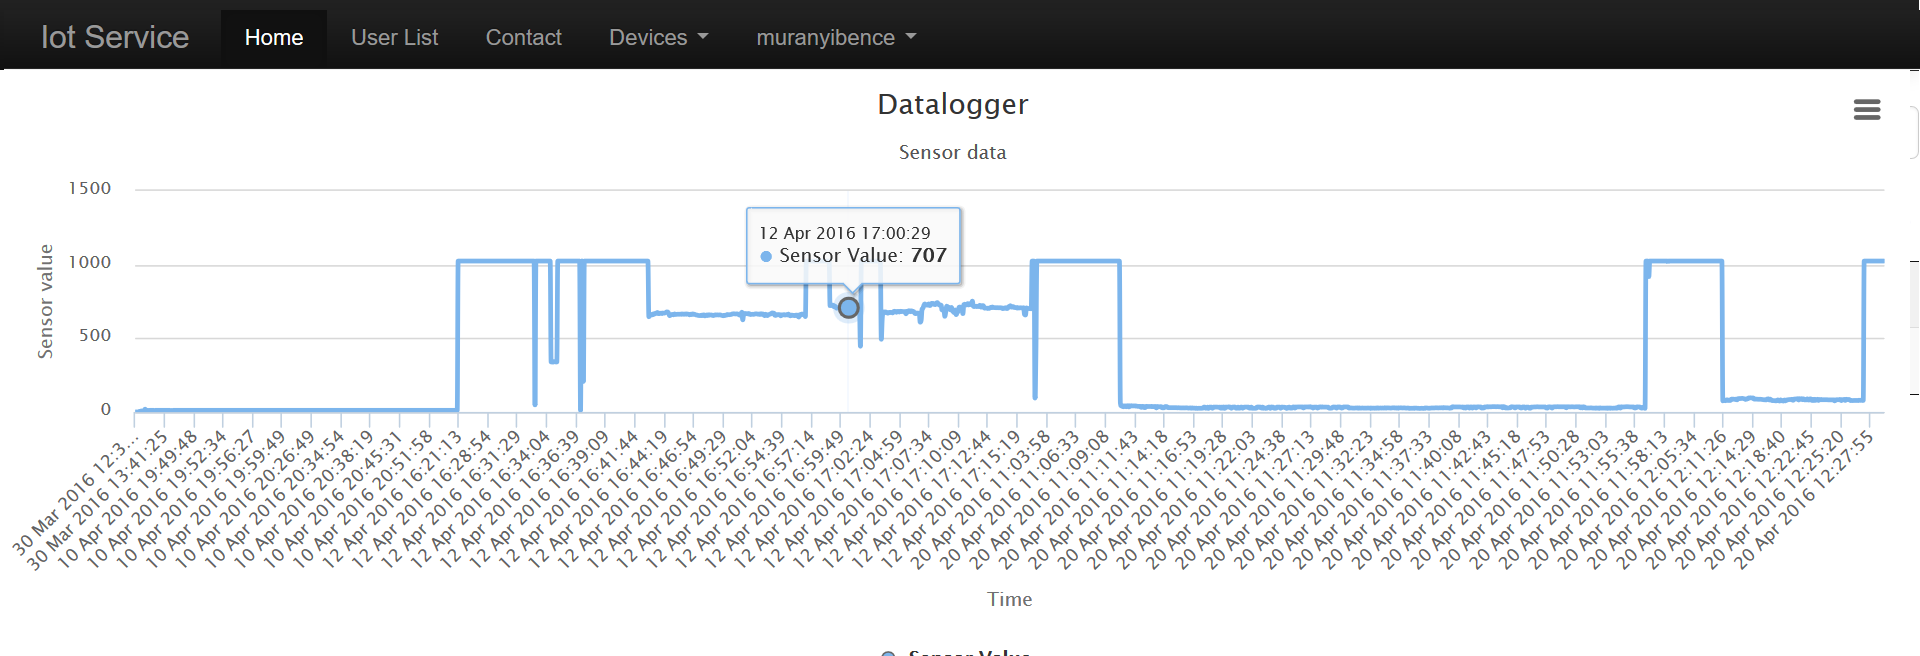 Iot Service Home User List Contact Devices muranyibence
Datalogger
Sensor data
1500
1000
500
0
Sensor value
12 Apr 2016 17:00:29
Sensor Value: 707
30 Mar 2016 12:3...
30 Mar 2016 13:41:25
10 Apr 2016 19:49:48
10 Apr 2016 19:52:34
10 Apr 2016 19:56:27
10 Apr 2016 19:59:49
10 Apr 2016 20:26:49
10 Apr 2016 20:34:54
10 Apr 2016 20:38:19
10 Apr 2016 20:45:31
10 Apr 2016 20:51:58
12 Apr 2016 16:21:13
12 Apr 2016 16:28:54
12 Apr 2016 16:31:29
12 Apr 2016 16:34:04
12 Apr 2016 16:36:39
12 Apr 2016 16:39:09
12 Apr 2016 16:41:44
12 Apr 2016 16:44:19
12 Apr 2016 16:46:54
12 Apr 2016 16:49:29
12 Apr 2016 16:52:04
12 Apr 2016 16:54:39
12 Apr 2016 16:57:14
12 Apr 2016 16:59:49
12 Apr 2016 17:02:24
12 Apr 2016 17:04:59
12 Apr 2016 17:07:34
12 Apr 2016 17:10:09
12 Apr 2016 17:12:44
12 Apr 2016 17:15:19
20 Apr 2016 11:03:58
20 Apr 2016 11:06:33
20 Apr 2016 11:09:08
20 Apr 2016 11:11:43
20 Apr 2016 11:14:18
20 Apr 2016 11:16:53
20 Apr 2016 11:19:28
20 Apr 2016 11:22:03
20 Apr 2016 11:24:38
20 Apr 2016 11:27:13
20 Apr 2016 11:29:48
20 Apr 2016 11:32:23
20 Apr 2016 11:34:58
20 Apr 2016 11:37:33
20 Apr 2016 11:40:08
20 Apr 2016 11:42:43
20 Apr 2016 11:45:18
20 Apr 2016 11:47:53
20 Apr 2016 11:50:28
20 Apr 2016 11:53:03
20 Apr 2016 11:55:38
20 Apr 2016 11:58:13
20 Apr 2016 12:05:34
20 Apr 2016 12:11:26
20 Apr 2016 12:14:29
20 Apr 2016 12:18:40
20 Apr 2016 12:22:45
20 Apr 2016 12:25:20
20 Apr 2016 12:27:55
Time
Sensor Value